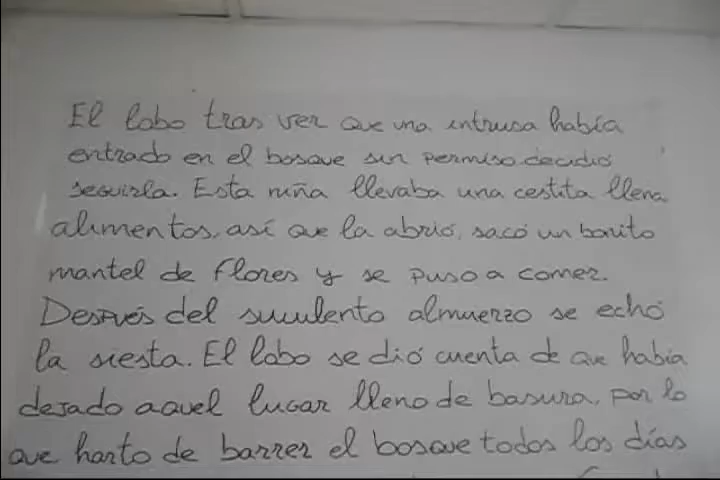 El lobo tras ver que una intrusa había
entrado en el bosque sin permiso decidió
seguirla. Esta niña llevaba una cestita llena
alimentos, así que la abrió, sacó un bonito
mantel de flores y se puso a comer.
Después del suculento almuerzo se echó
la siesta. El lobo se dió cuenta de que había
dejado aquel lugar lleno de basura, por lo
que harto de barrer el bosque todos los días